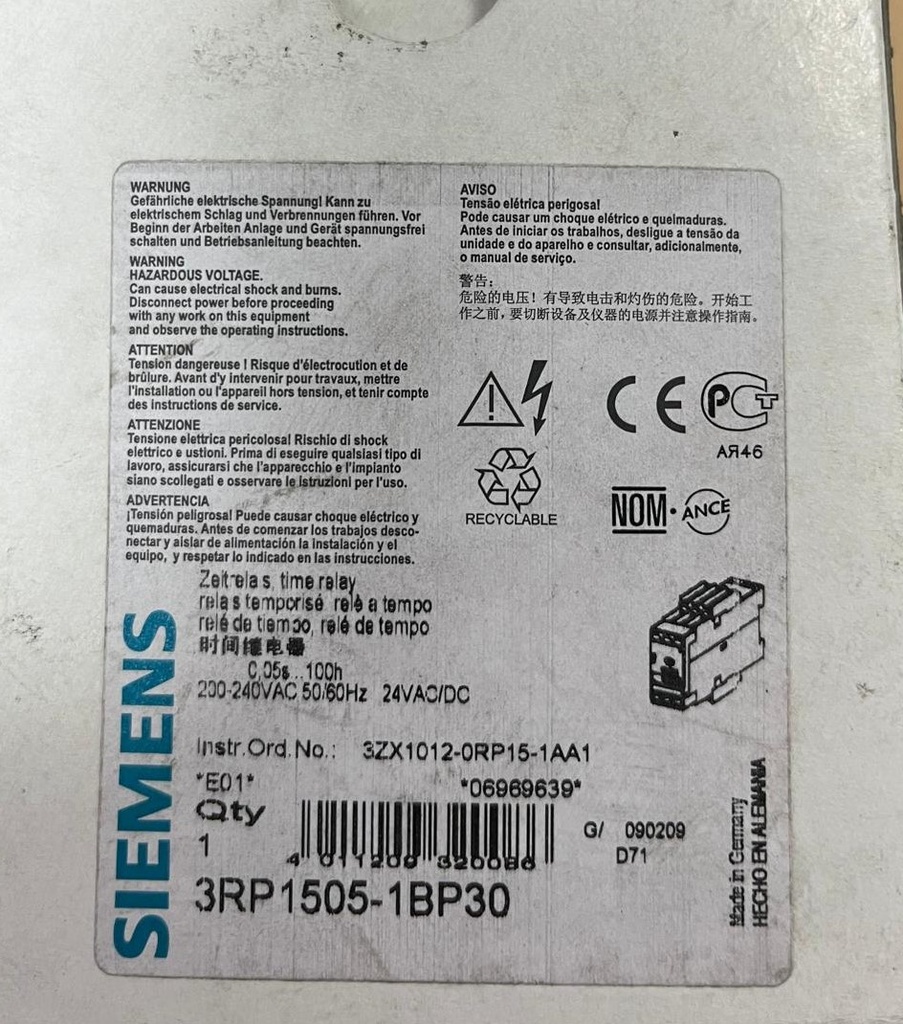 WARNUNG
Gefährliche elektrische Spannung! Kann zu
elektrischem Schlag und Verbrennungen führen. Vor
Beginn der Arbeiten Anlage und Gerät spannungsfrei
schalten und Betriebsanleitung beachten.
WARNING
HAZARDOUS VOLTAGE.
Can cause electrical shock and burns.
Disconnect power before proceeding
with any work on this equipment
and observe the operating instructions.
ATTENTION
Tension dangereuse ! Risque d'électrocution et de
brûlure. Avant d'y intervenir pour travaux, mettre
l'installation ou l'appareil hors tension, et tenir compte
des instructions de service.
ATTENZIONE
Tensione elettrica pericolosa! Rischio di shock
elettrico e ustioni. Prima di eseguire qualsiasi tipo di
lavoro, assicurarsi che l'apparecchio e l'impianto
siano scollegati e osservare le istruzioni per l'uso.
ADVERTENCIA
¡Tensión peligrosa! Puede causar choque eléctrico y
quemaduras. Antes de comenzar los trabajos desco-
nectar y aislar de alimentación la instalación y el
equipo, y respetar lo indicado en las instrucciones.
AVISO
Tensão elétrica perigosa!
Pode causar um choque elétrico e queimaduras.
Antes de iniciar os trabalhos, desligue a tensão da
unidade e do aparelho e consultar, adicionalmente,
o manual de serviço.
警告:
危险的电压! 有导致电击和灼伤的危险。开始工
作之前, 要切断设备及仪器的电源并注意操作指南。
CE PCT
АЯ46
RECYCLABLE
NOM · ANCE
SIEMENS
Zeitrelais, time relay
relais temporisé relè a tempo
relé de tiempo, relé de tempo
时间继电器
0,05s...100h
200-240VAC 50/60Hz 24VAC/DC
Instr.Ord.No.: 3ZX1012-0RP15-1AA1
*E01* *06969639*
Qty
1
4 011209 320086
G/ 090209
D71
3RP1505-1BP30
Made in Germany
HECHO EN ALEMANIA